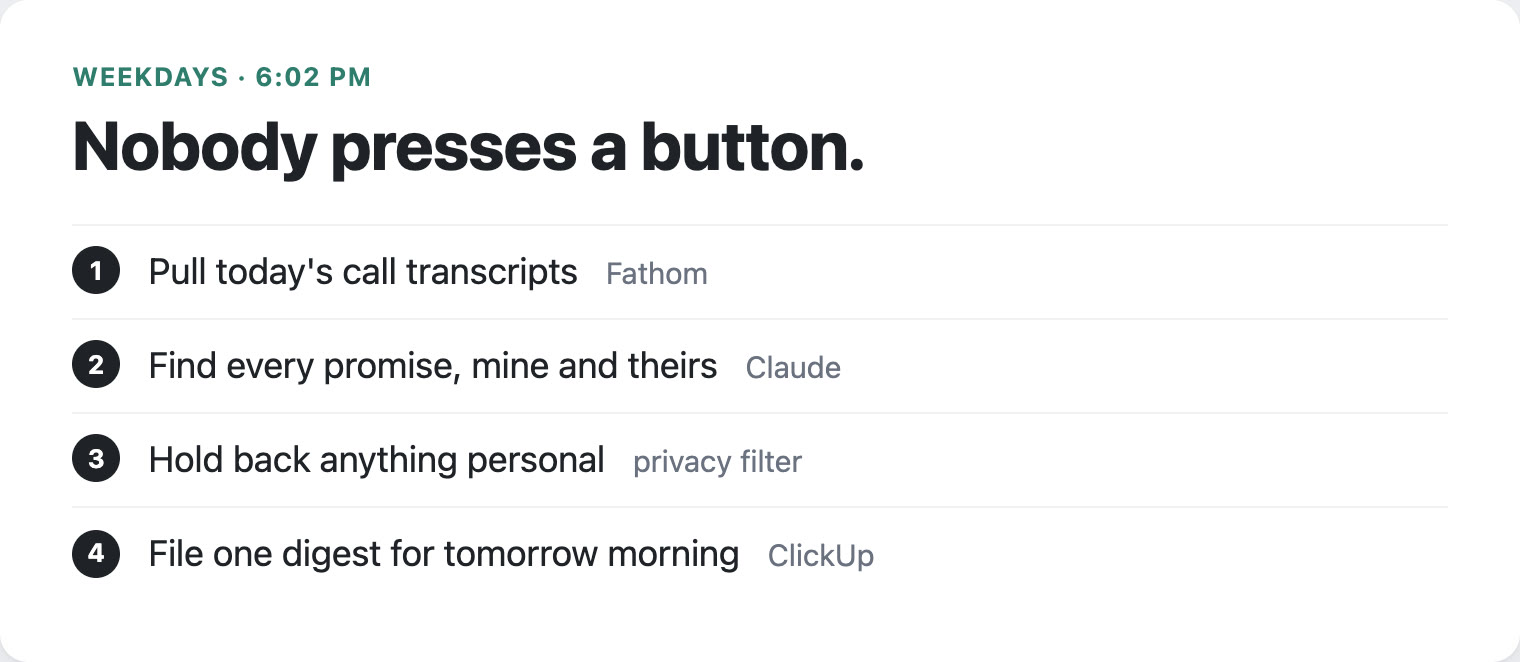 WEEKDAYS · 6:02 PM
Nobody presses a button.
1 Pull today's call transcripts Fathom
2 Find every promise, mine and theirs Claude
3 Hold back anything personal privacy filter
4 File one digest for tomorrow morning ClickUp